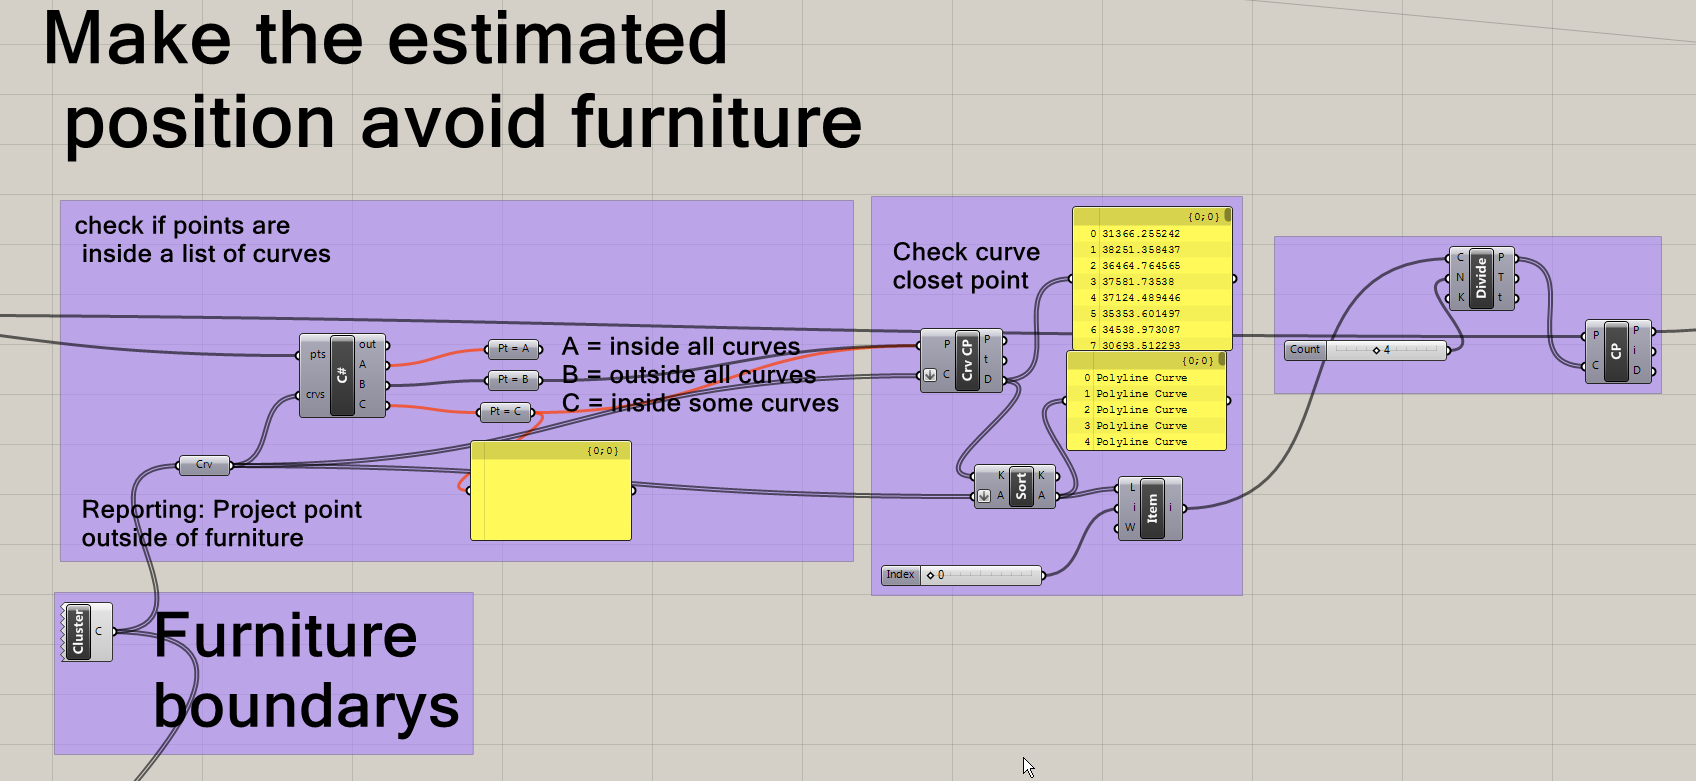 Make the estimated
position avoid furniture
check if points are
inside a list of curves
pts
crvs
C#
out
A
B
C
Pt = A
Pt = B
Pt = C
A = inside all curves
B = outside all curves
C = inside some curves
Crv
{0;0}
Reporting: Project point
outside of furniture
Cluster
C
Furniture
boundarys
Check curve
closet point
{0;0}
0 31366.255242
1 38251.358437
2 36464.764565
3 37581.73538
4 37124.489446
5 35353.601497
6 34538.973087
7 30693.512293
P
C
Crv CP
P
t
D
{0;0}
0 Polyline Curve
1 Polyline Curve
2 Polyline Curve
3 Polyline Curve
4 Polyline Curve
K
A
Sort
K
A
L
i
W
Item
i
Index 0
C
N
K
Divide
P
T
t
Count 4
P
C
CP
P
i
D